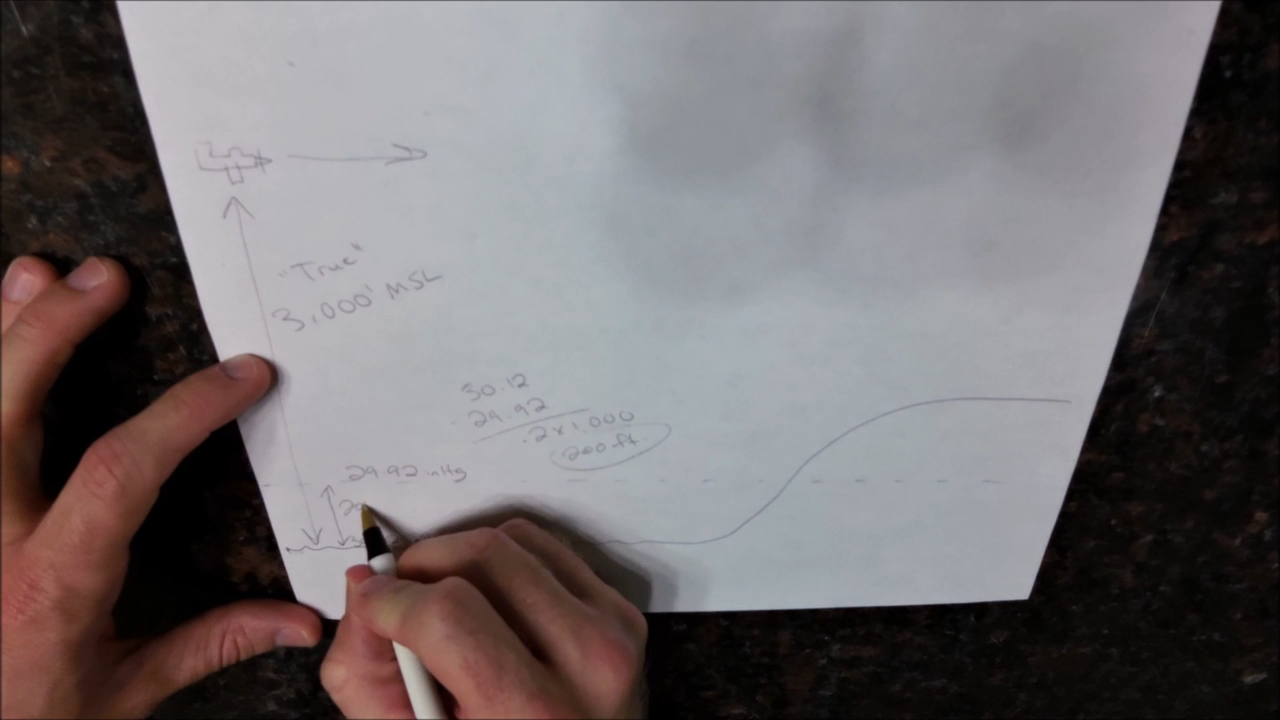 "True"
3,000' MSL
30.12
- 29.92
.2 x 1,000
200 ft.
29.92 inHg